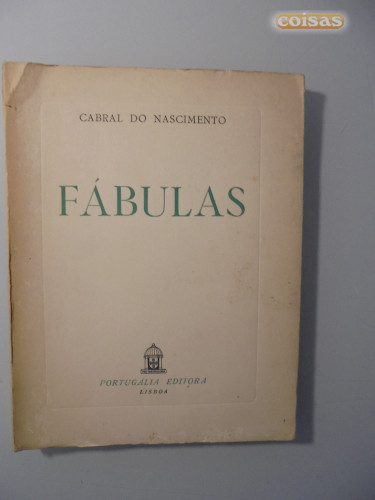 coisas
CABRAL DO NASCIMENTO
FÁBULAS
PORTUGÁLIA EDITORA
LISBOA